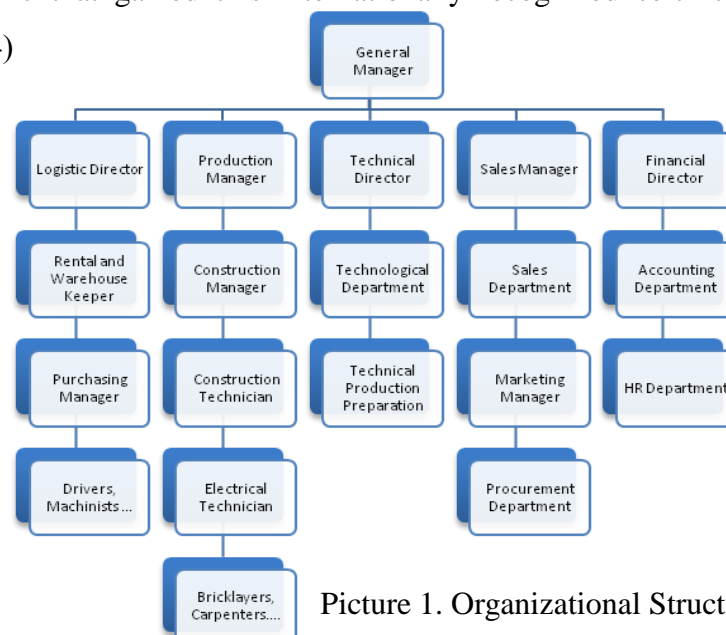 General
Manager
Logistic Director
Production
Manager
Technical
Director
Sales Manager
Financial
Director
Rental and
Warehouse
Keeper
Construction
Manager
Technological
Department
Sales
Department
Accounting
Department
Purchasing
Manager
Construction
Technician
Technical
Production
Preparation
Marketing
Manager
HR Department
Drivers,
Machinists...
Electrical
Technician
Procurement
Department
Bricklayers,
Carpenters....
Picture 1. Organizational Struct